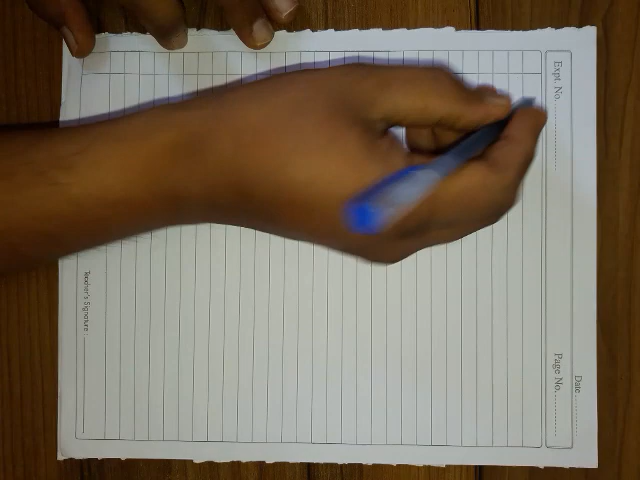 Date ............
Expt. No. ............ Page No. ............
Teacher's Signature :